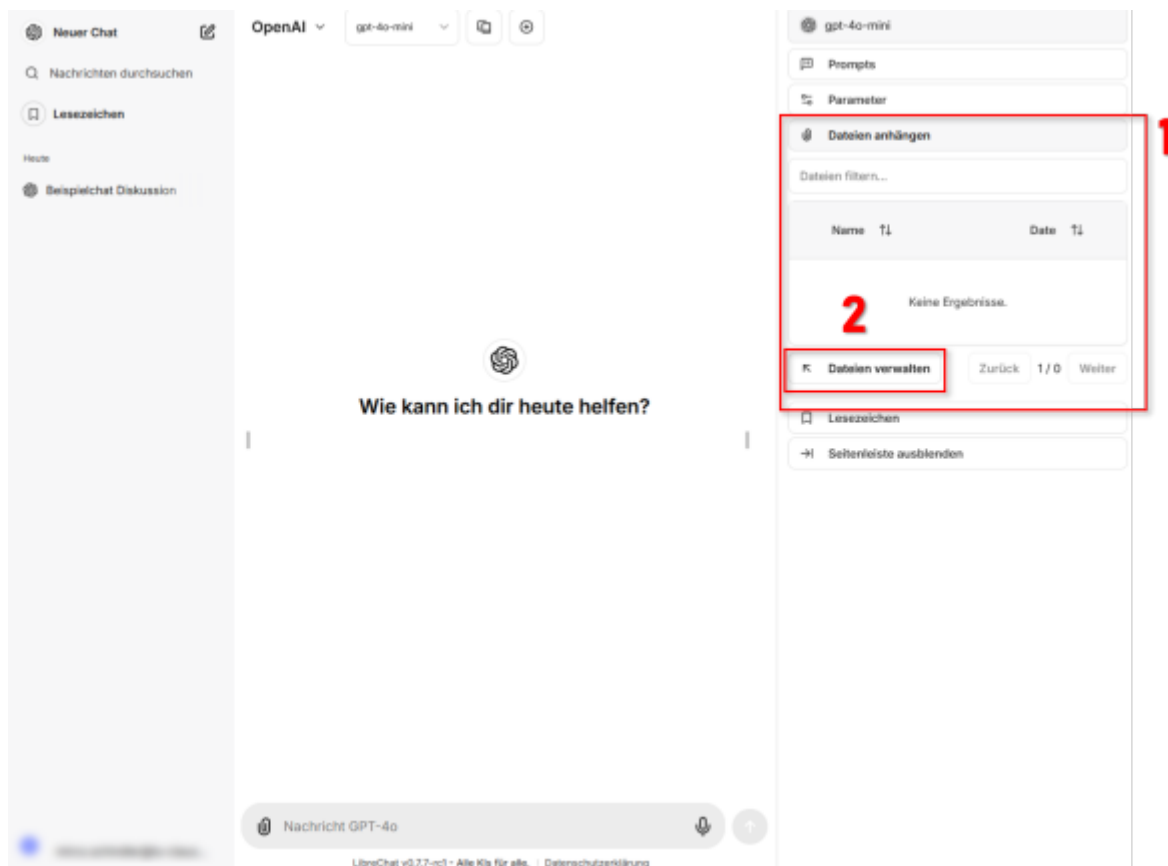 Neuer Chat
Nachrichten durchsuchen
Lesezeichen
Heute
Beispielchat Diskussion
OpenAI
gpt-4o-mini
Wie kann ich dir heute helfen?
Nachricht GPT-4o
LibreChat v0.7.7-rc1 - Alle KIs für alle. | Datenschutzerklärung
gpt-4o-mini
Prompts
Parameter
1
Dateien anhängen
Dateien filtern...
Name Date
Keine Ergebnisse.
2
Dateien verwalten Zurück 1 / 0 Weiter
Lesezeichen
Seitenleiste ausblenden